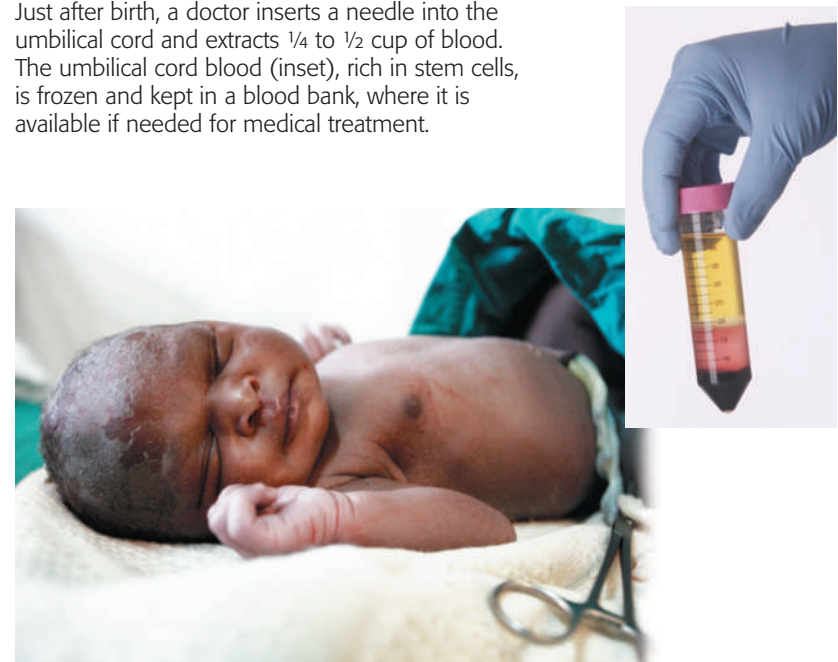 Just after birth, a doctor inserts a needle into the
umbilical cord and extracts ¼ to ½ cup of blood.
The umbilical cord blood (inset), rich in stem cells,
is frozen and kept in a blood bank, where it is
available if needed for medical treatment.